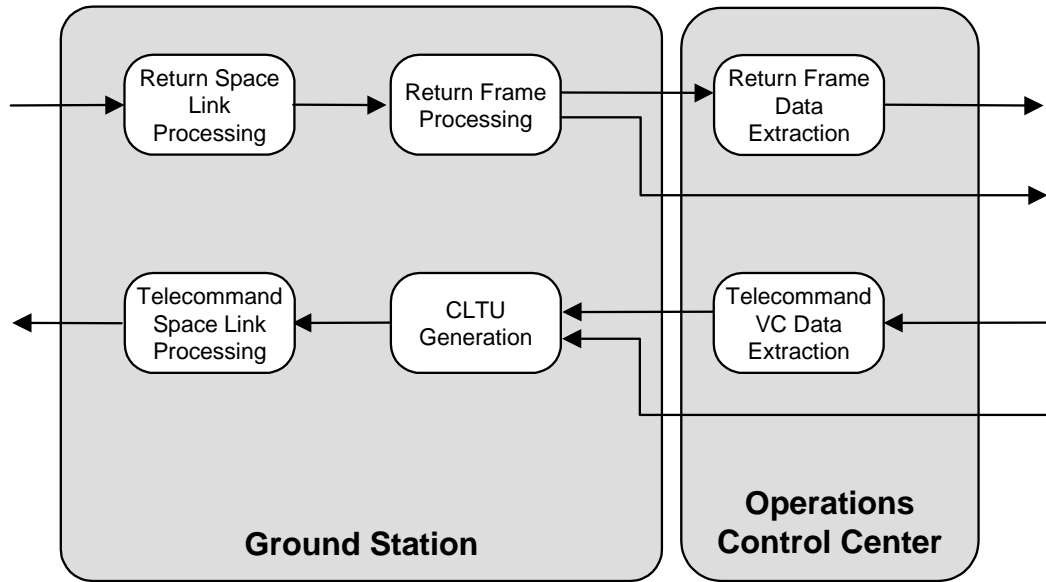 Return Space
Link
Processing
Return Frame
Processing
Return Frame
Data
Extraction
Telecommand
Space Link
Processing
CLTU
Generation
Telecommand
VC Data
Extraction
Ground Station
Operations
Control Center